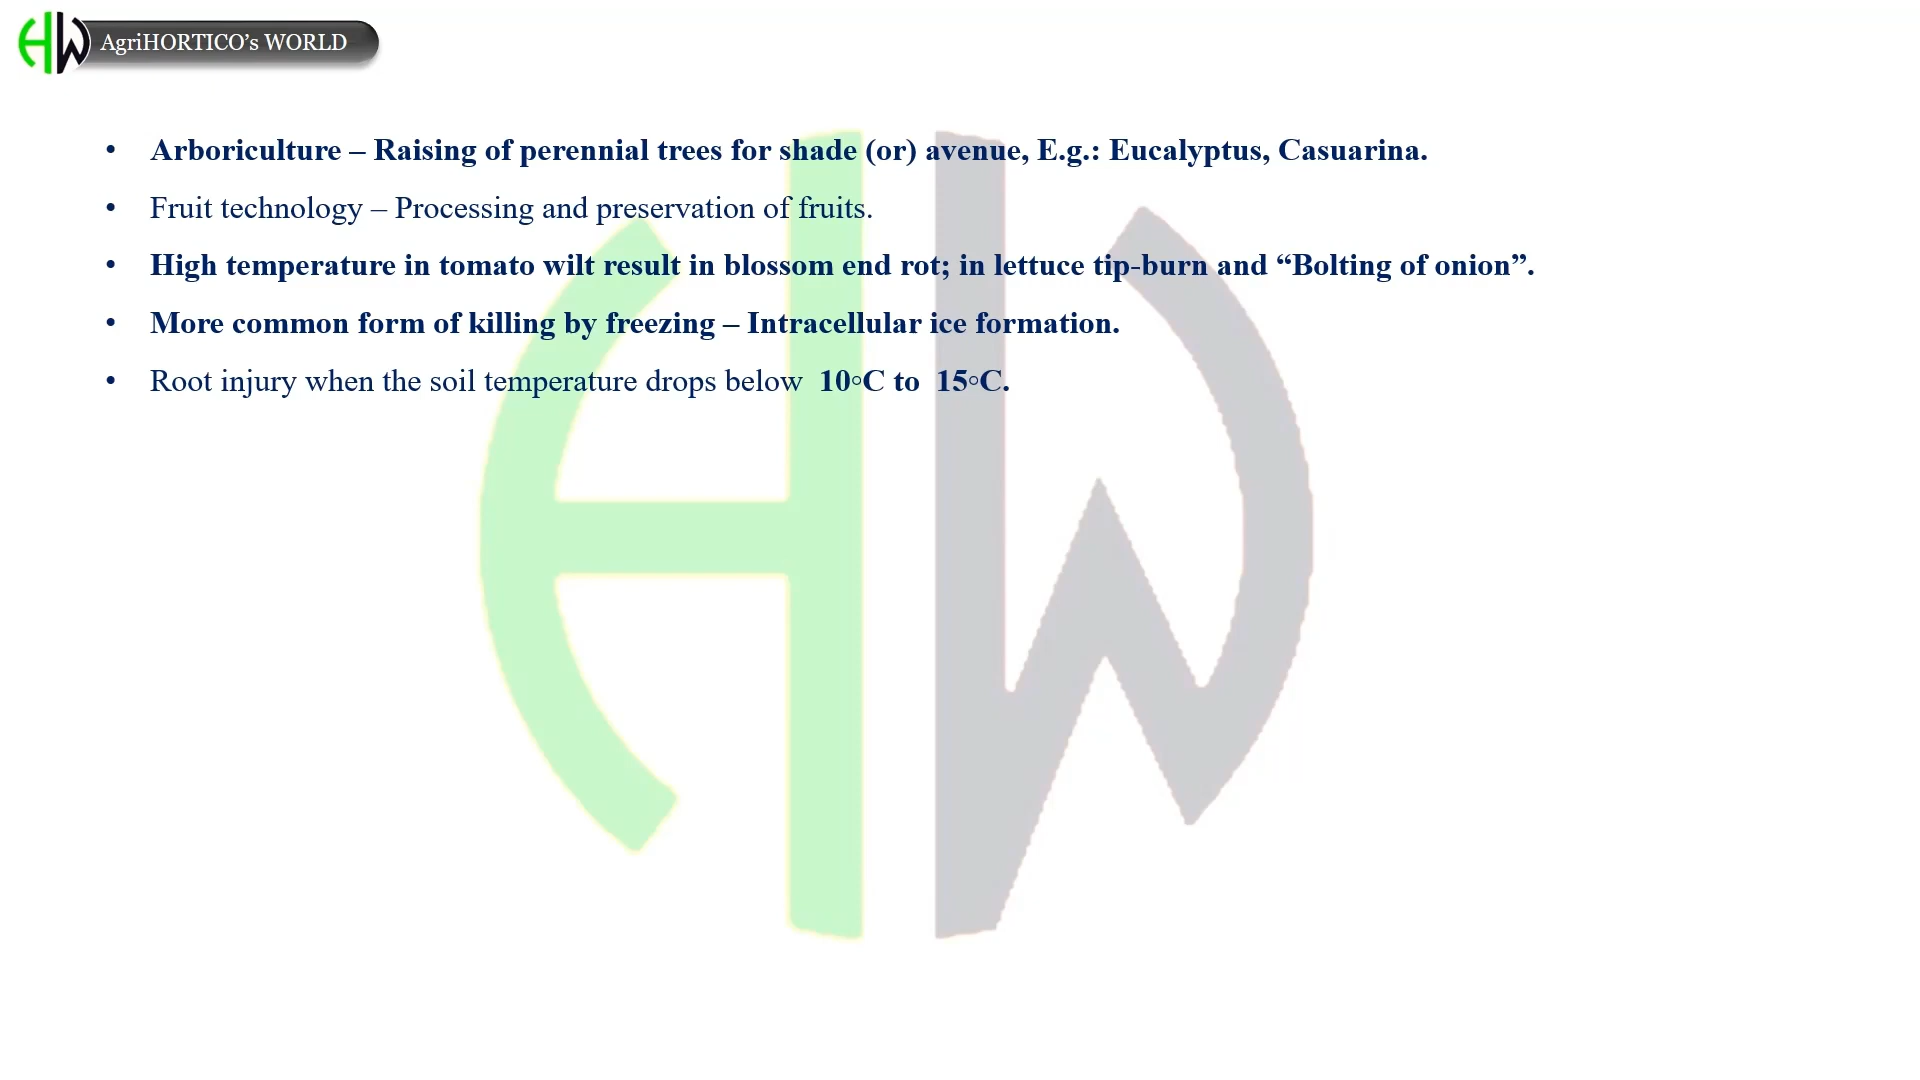 AgriHORTICO’s WORLD
• Arboriculture – Raising of perennial trees for shade (or) avenue, E.g.: Eucalyptus, Casuarina.
• Fruit technology – Processing and preservation of fruits.
• High temperature in tomato wilt result in blossom end rot; in lettuce tip-burn and “Bolting of onion”.
• More common form of killing by freezing – Intracellular ice formation.
• Root injury when the soil temperature drops below 10◦C to 15◦C.